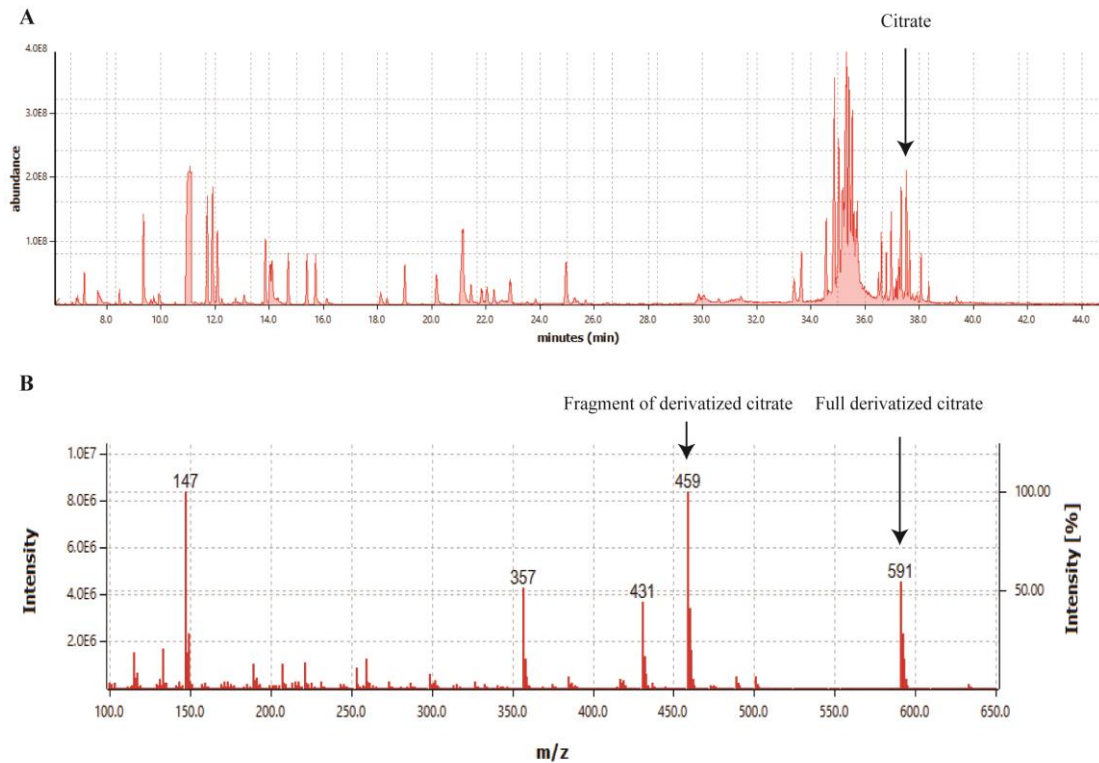 A
Citrate
4.0E8
3.0E8
2.0E8
1.0E8
abundance
8.0 10.0 12.0 14.0 16.0 18.0 20.0 22.0 24.0 26.0 28.0 30.0 32.0 34.0 36.0 38.0 40.0 42.0 44.0
minutes (min)
B
Fragment of derivatized citrate Full derivatized citrate
1.0E7
8.0E6
6.0E6
4.0E6
2.0E6
Intensity
147
357
431
459
591
100.00
50.00
Intensity [%]
100.0 150.0 200.0 250.0 300.0 350.0 400.0 450.0 500.0 550.0 600.0 650.0
m/z